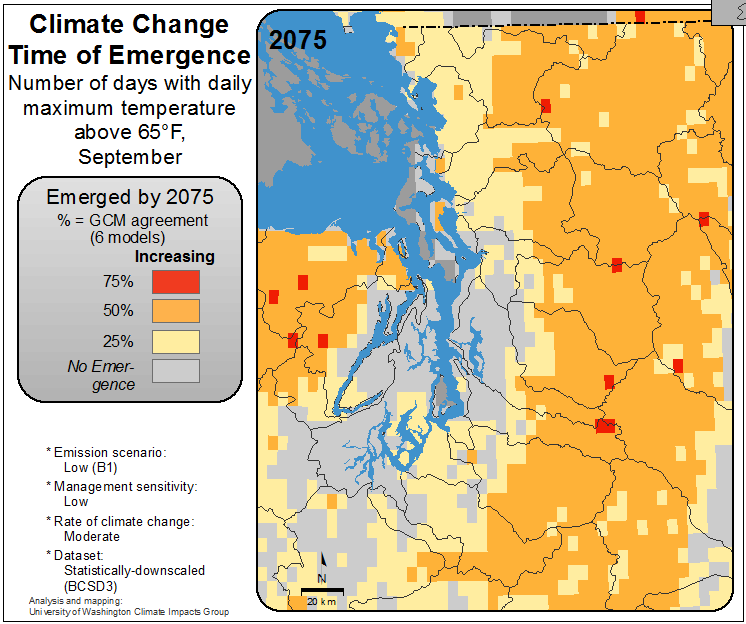 Climate Change
Time of Emergence
Number of days with daily
maximum temperature
above 65°F,
September
Emerged by 2075
% = GCM agreement
(6 models)
Increasing
75%
50%
25%
No Emer-
gence
* Emission scenario:
Low (B1)
* Management sensitivity:
Low
* Rate of climate change:
Moderate
* Dataset:
Statistically-downscaled
(BCSD3)
Analysis and mapping:
University of Washington Climate Impacts Group
2075
N
20 km